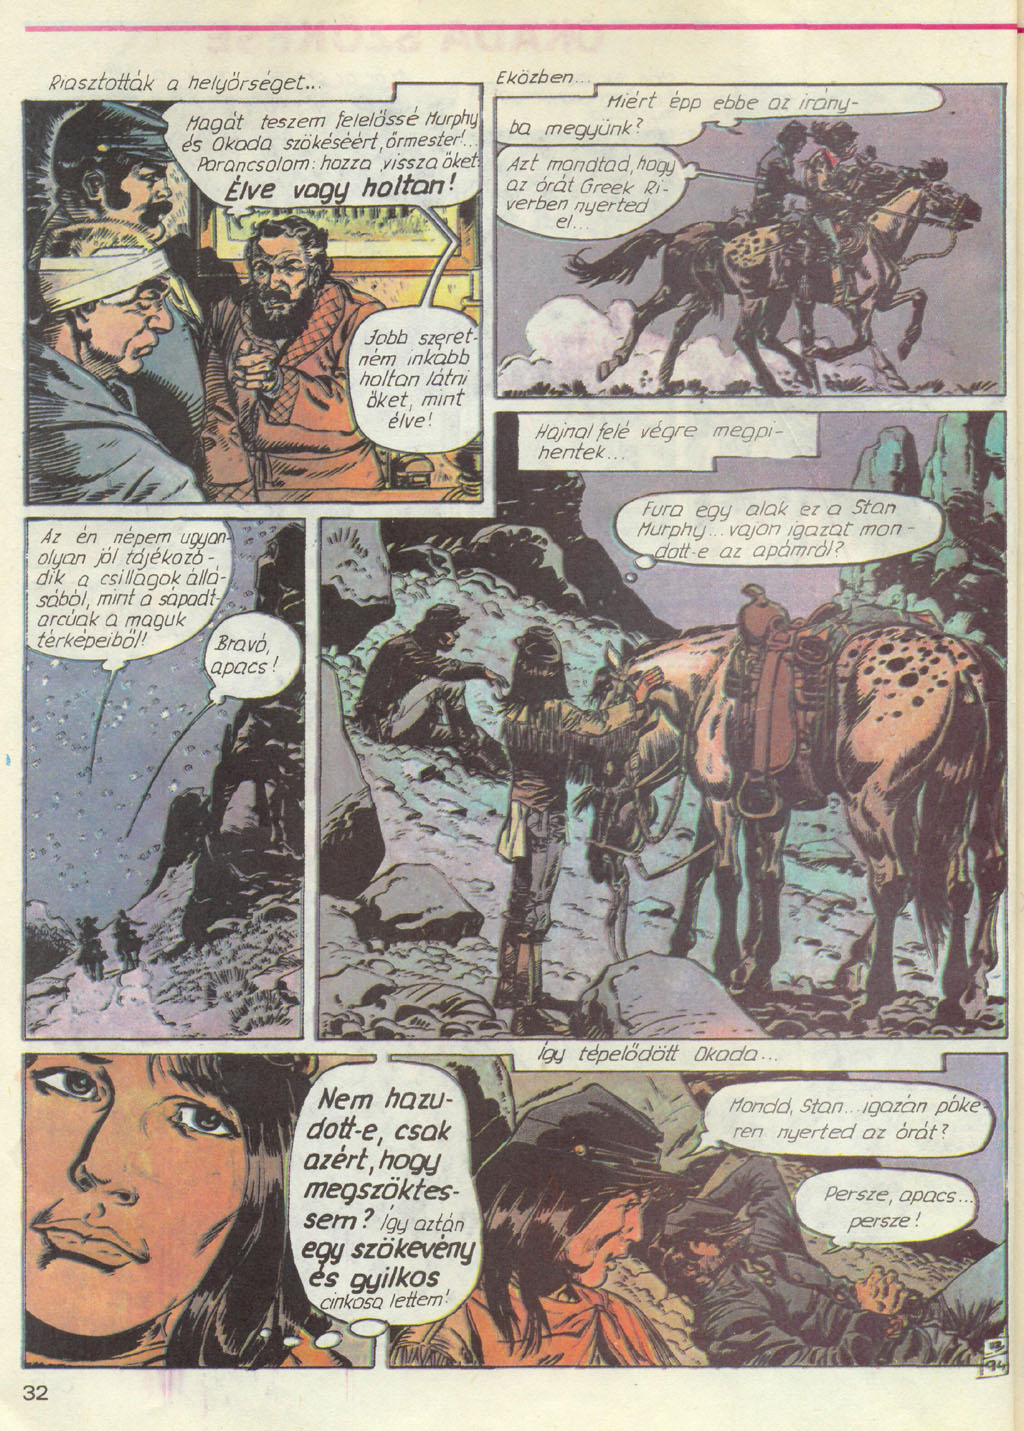 Riasztották a helyőrséget...
Magát teszem felelőssé Murphy
és Okada szökéséért, őrmester!...
Parancsolom: hozza vissza őket:
Élve vagy holtan!
Jobb szeret-
ném inkább
holtan látni
őket, mint
élve!
Eközben...
Miért épp ebbe az irány-
ba megyünk?
Azt mondtad, hogy
az órát Greek Ri-
verben nyerted
el...
Az én népem ugyan-
olyan jól tájékozó-
dik a csillagok állá-
sából, mint a sápadt-
arcúak a maguk
térképeiből!
Bravó,
apacs!
Hajnal felé végre megpi-
hentek...
Fura egy alak ez a Stan
Murphy... vajon igazat mon-
dott-e az apámról?
Nem hazu-
dott-e, csak
azért, hogy
megszöktes-
sem? Így aztán
egy szökevény
és gyilkos
cinkosa lettem!
Így tépelődött Okada...
Mondd, Stan... igazán póke-
ren nyerted az órát?
Persze, apacs...
persze!
32